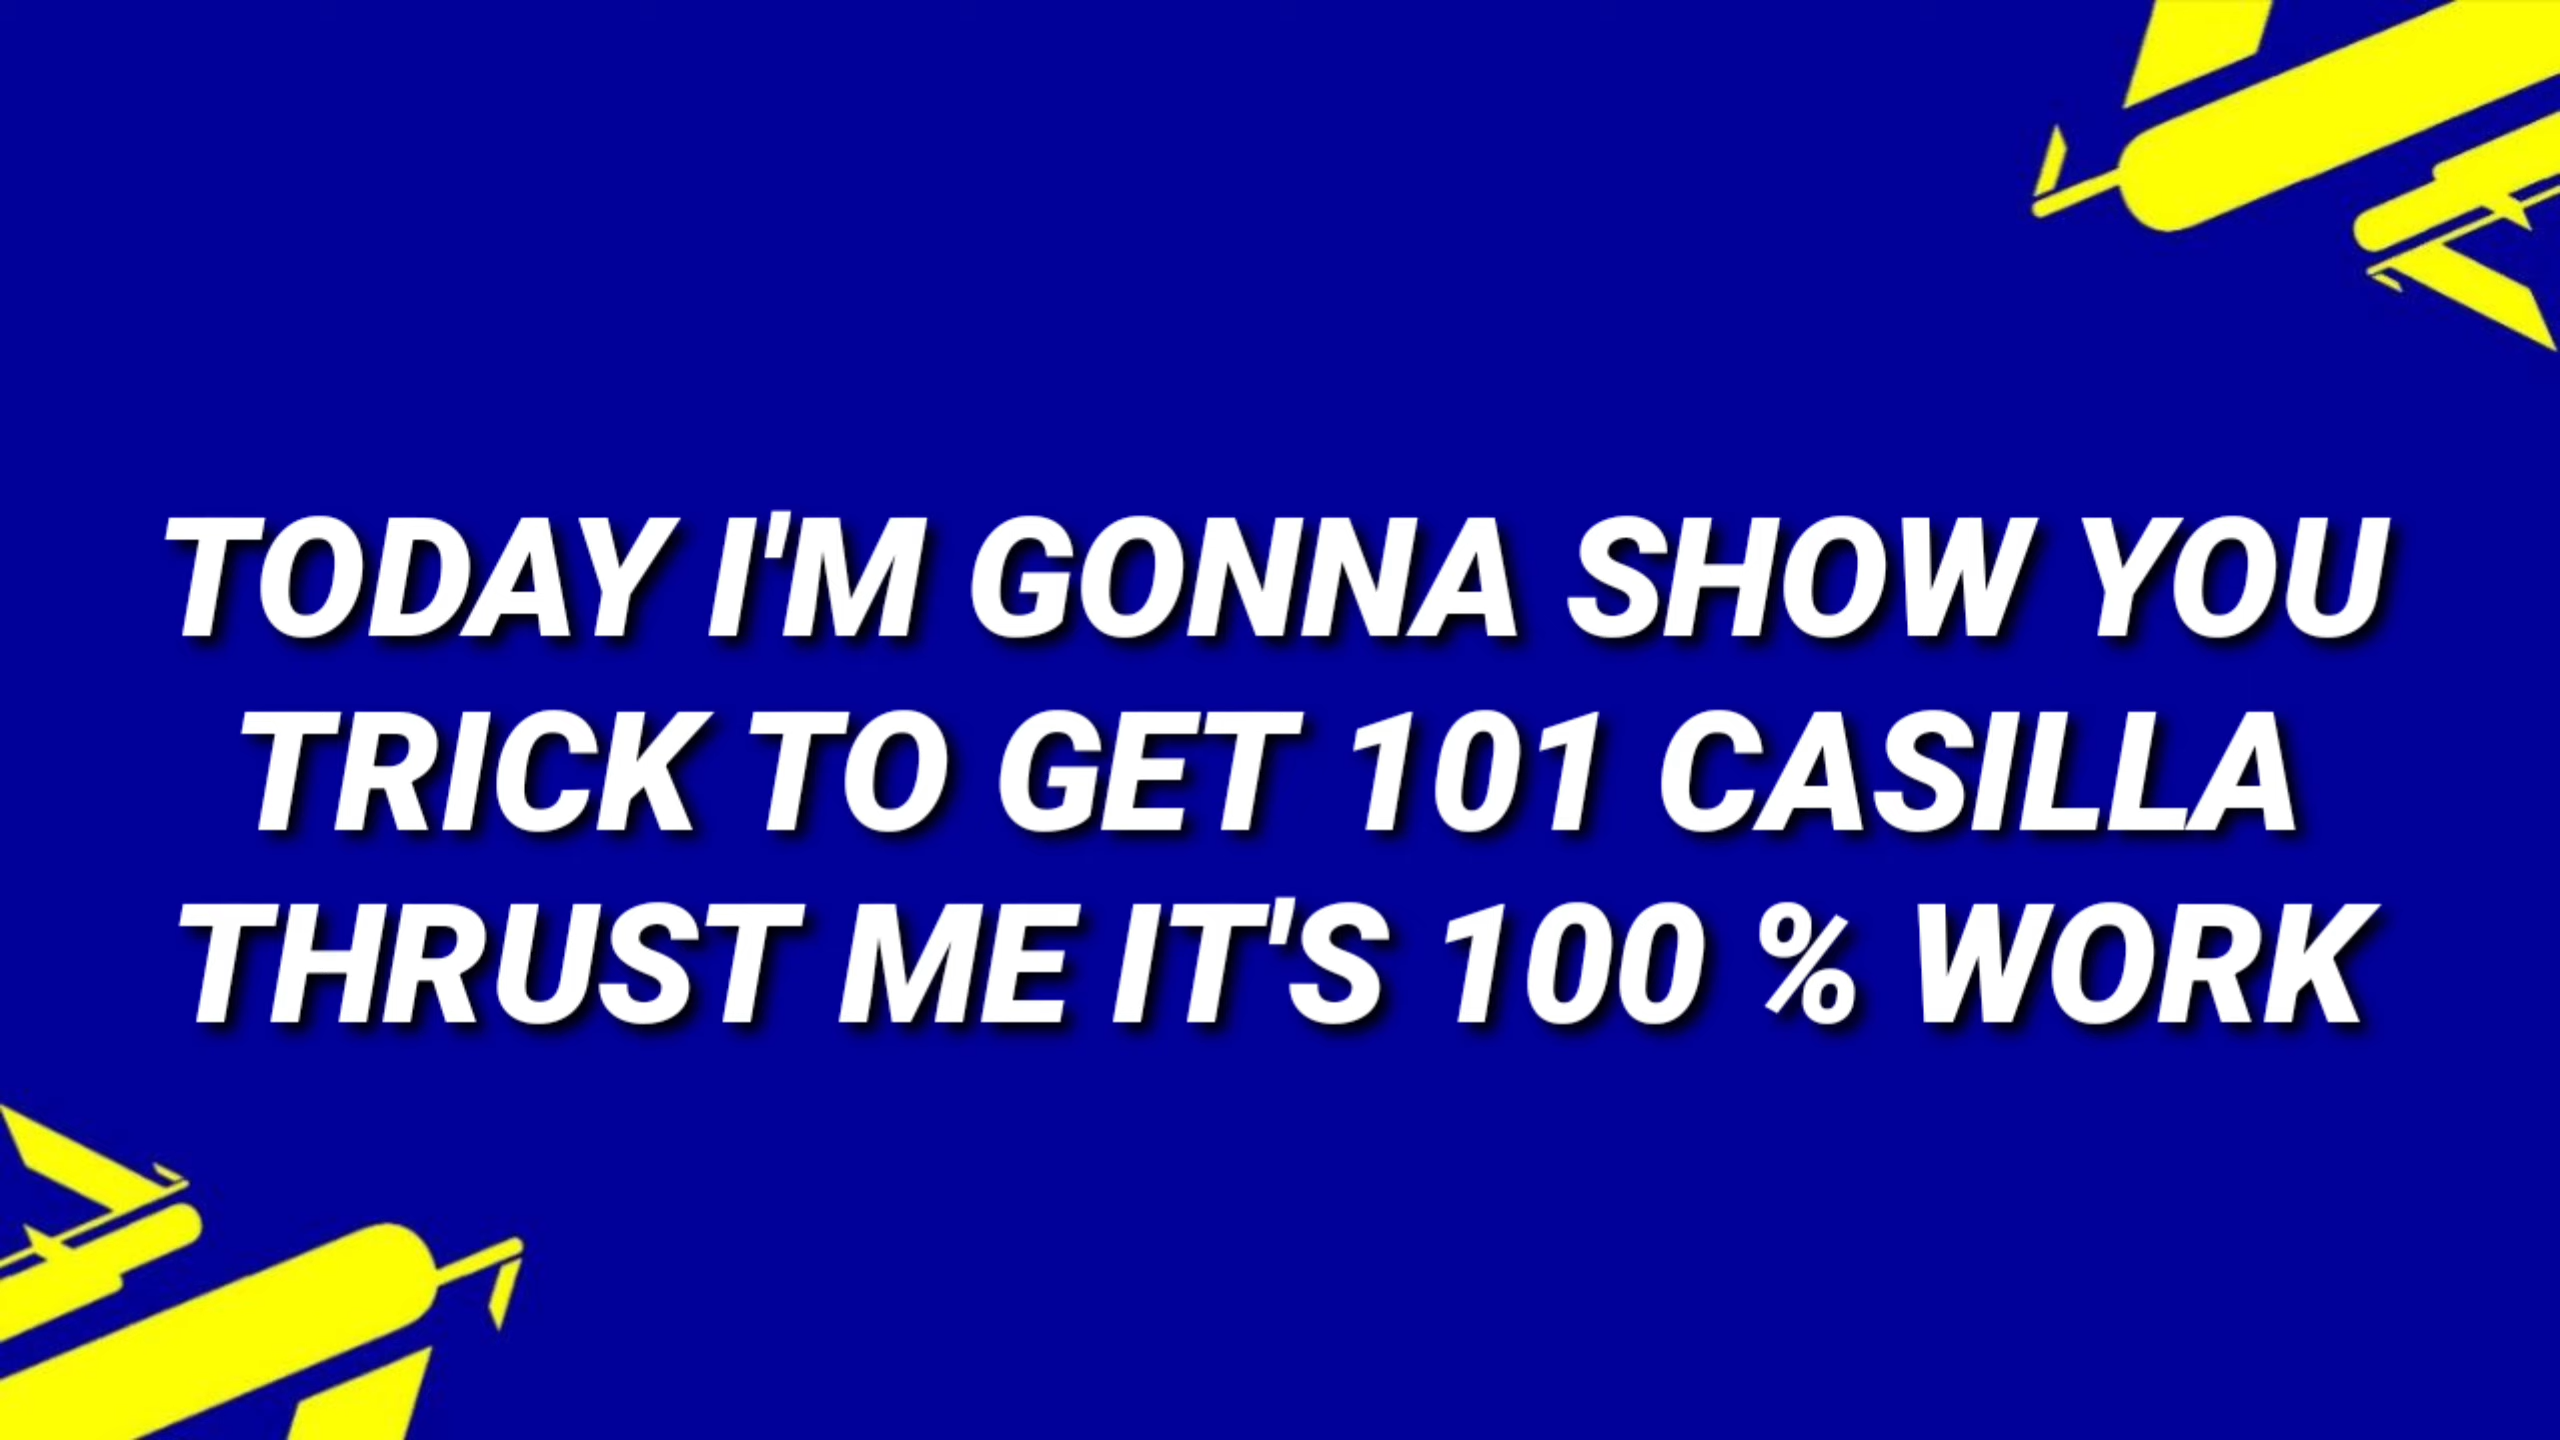 TODAY I'M GONNA SHOW YOU
TRICK TO GET 101 CASILLA
THRUST ME IT'S 100 % WORK